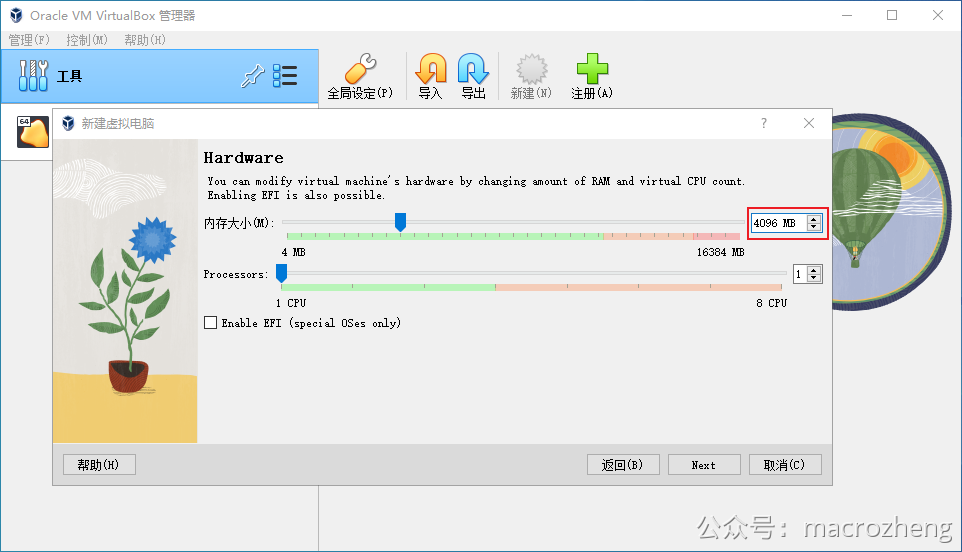 Oracle VM VirtualBox 管理器
管理(F) 控制(M) 帮助(H)
工具
全局设定(P) 导入 导出 新建(N) 注册(A)
64
新建虚拟电脑
?
Hardware
You can modify virtual machine's hardware by changing amount of RAM and virtual CPU count.
Enabling EFI is also possible.
内存大小(M): 4096 MB
4 MB 16384 MB
Processors: 1
1 CPU 8 CPU
Enable EFI (special OSes only)
帮助(H) 返回(B) Next 取消(C)
公众号：macrozheng